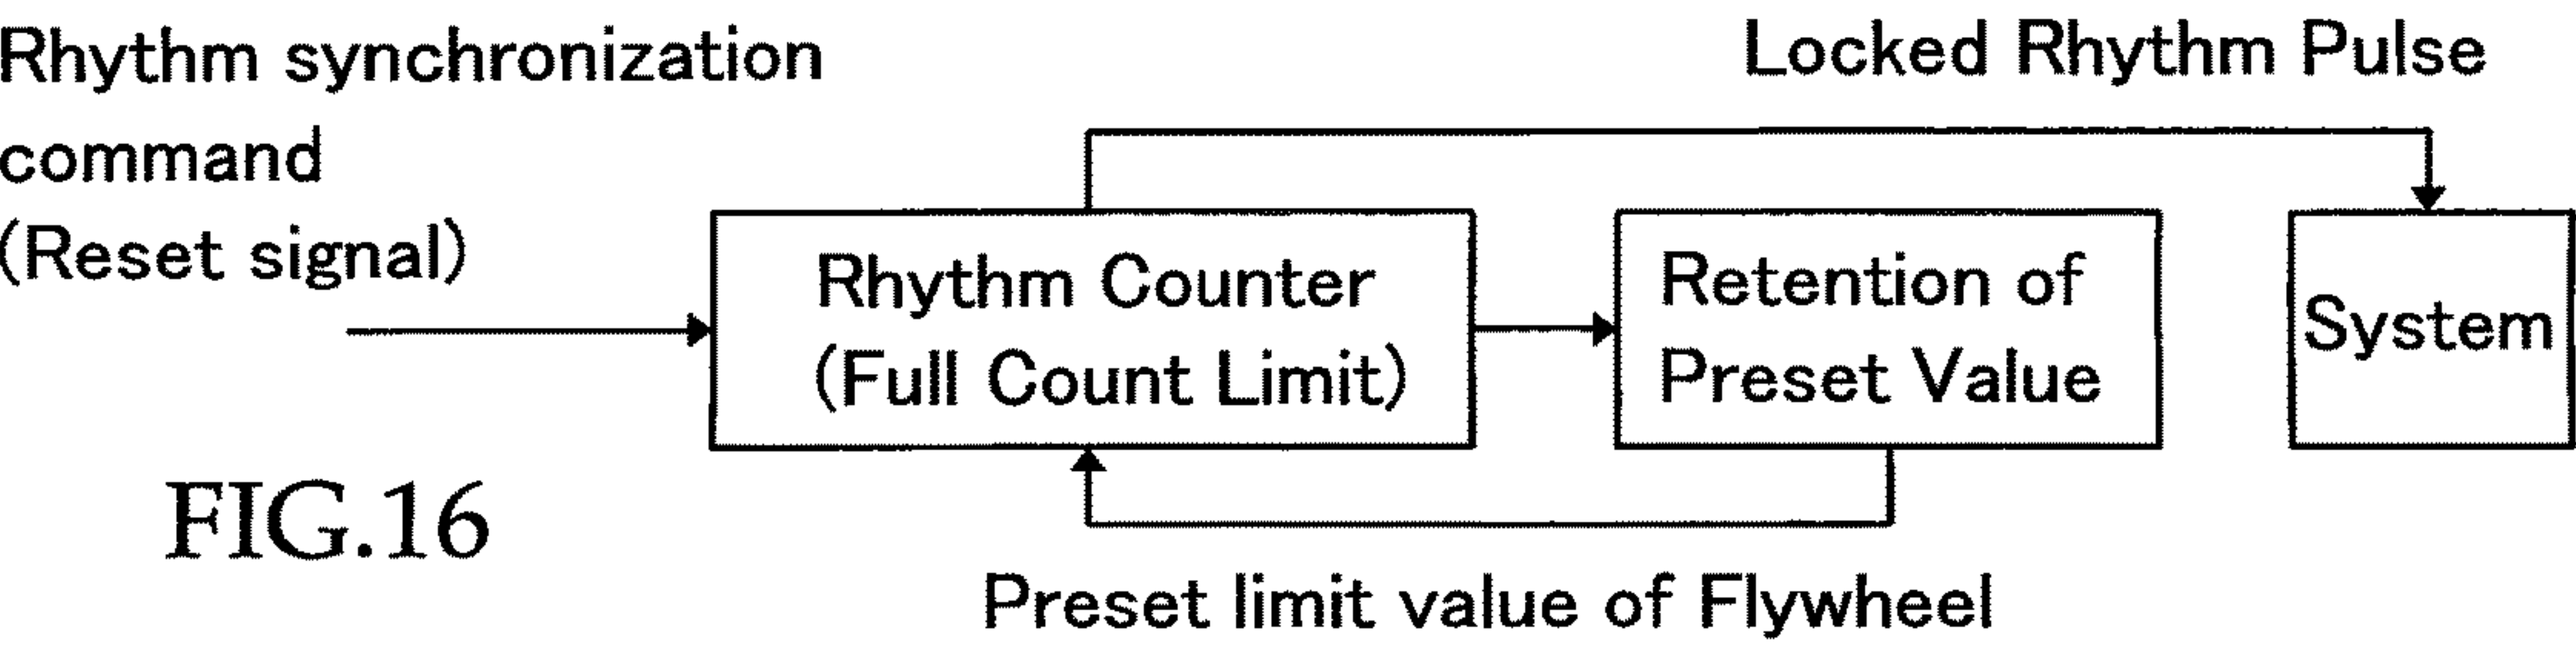 Rhythm synchronization
command
(Reset signal)
Locked Rhythm Pulse
Rhythm Counter
(Full Count Limit)
Retention of
Preset Value
System
Preset limit value of Flywheel
FIG.16